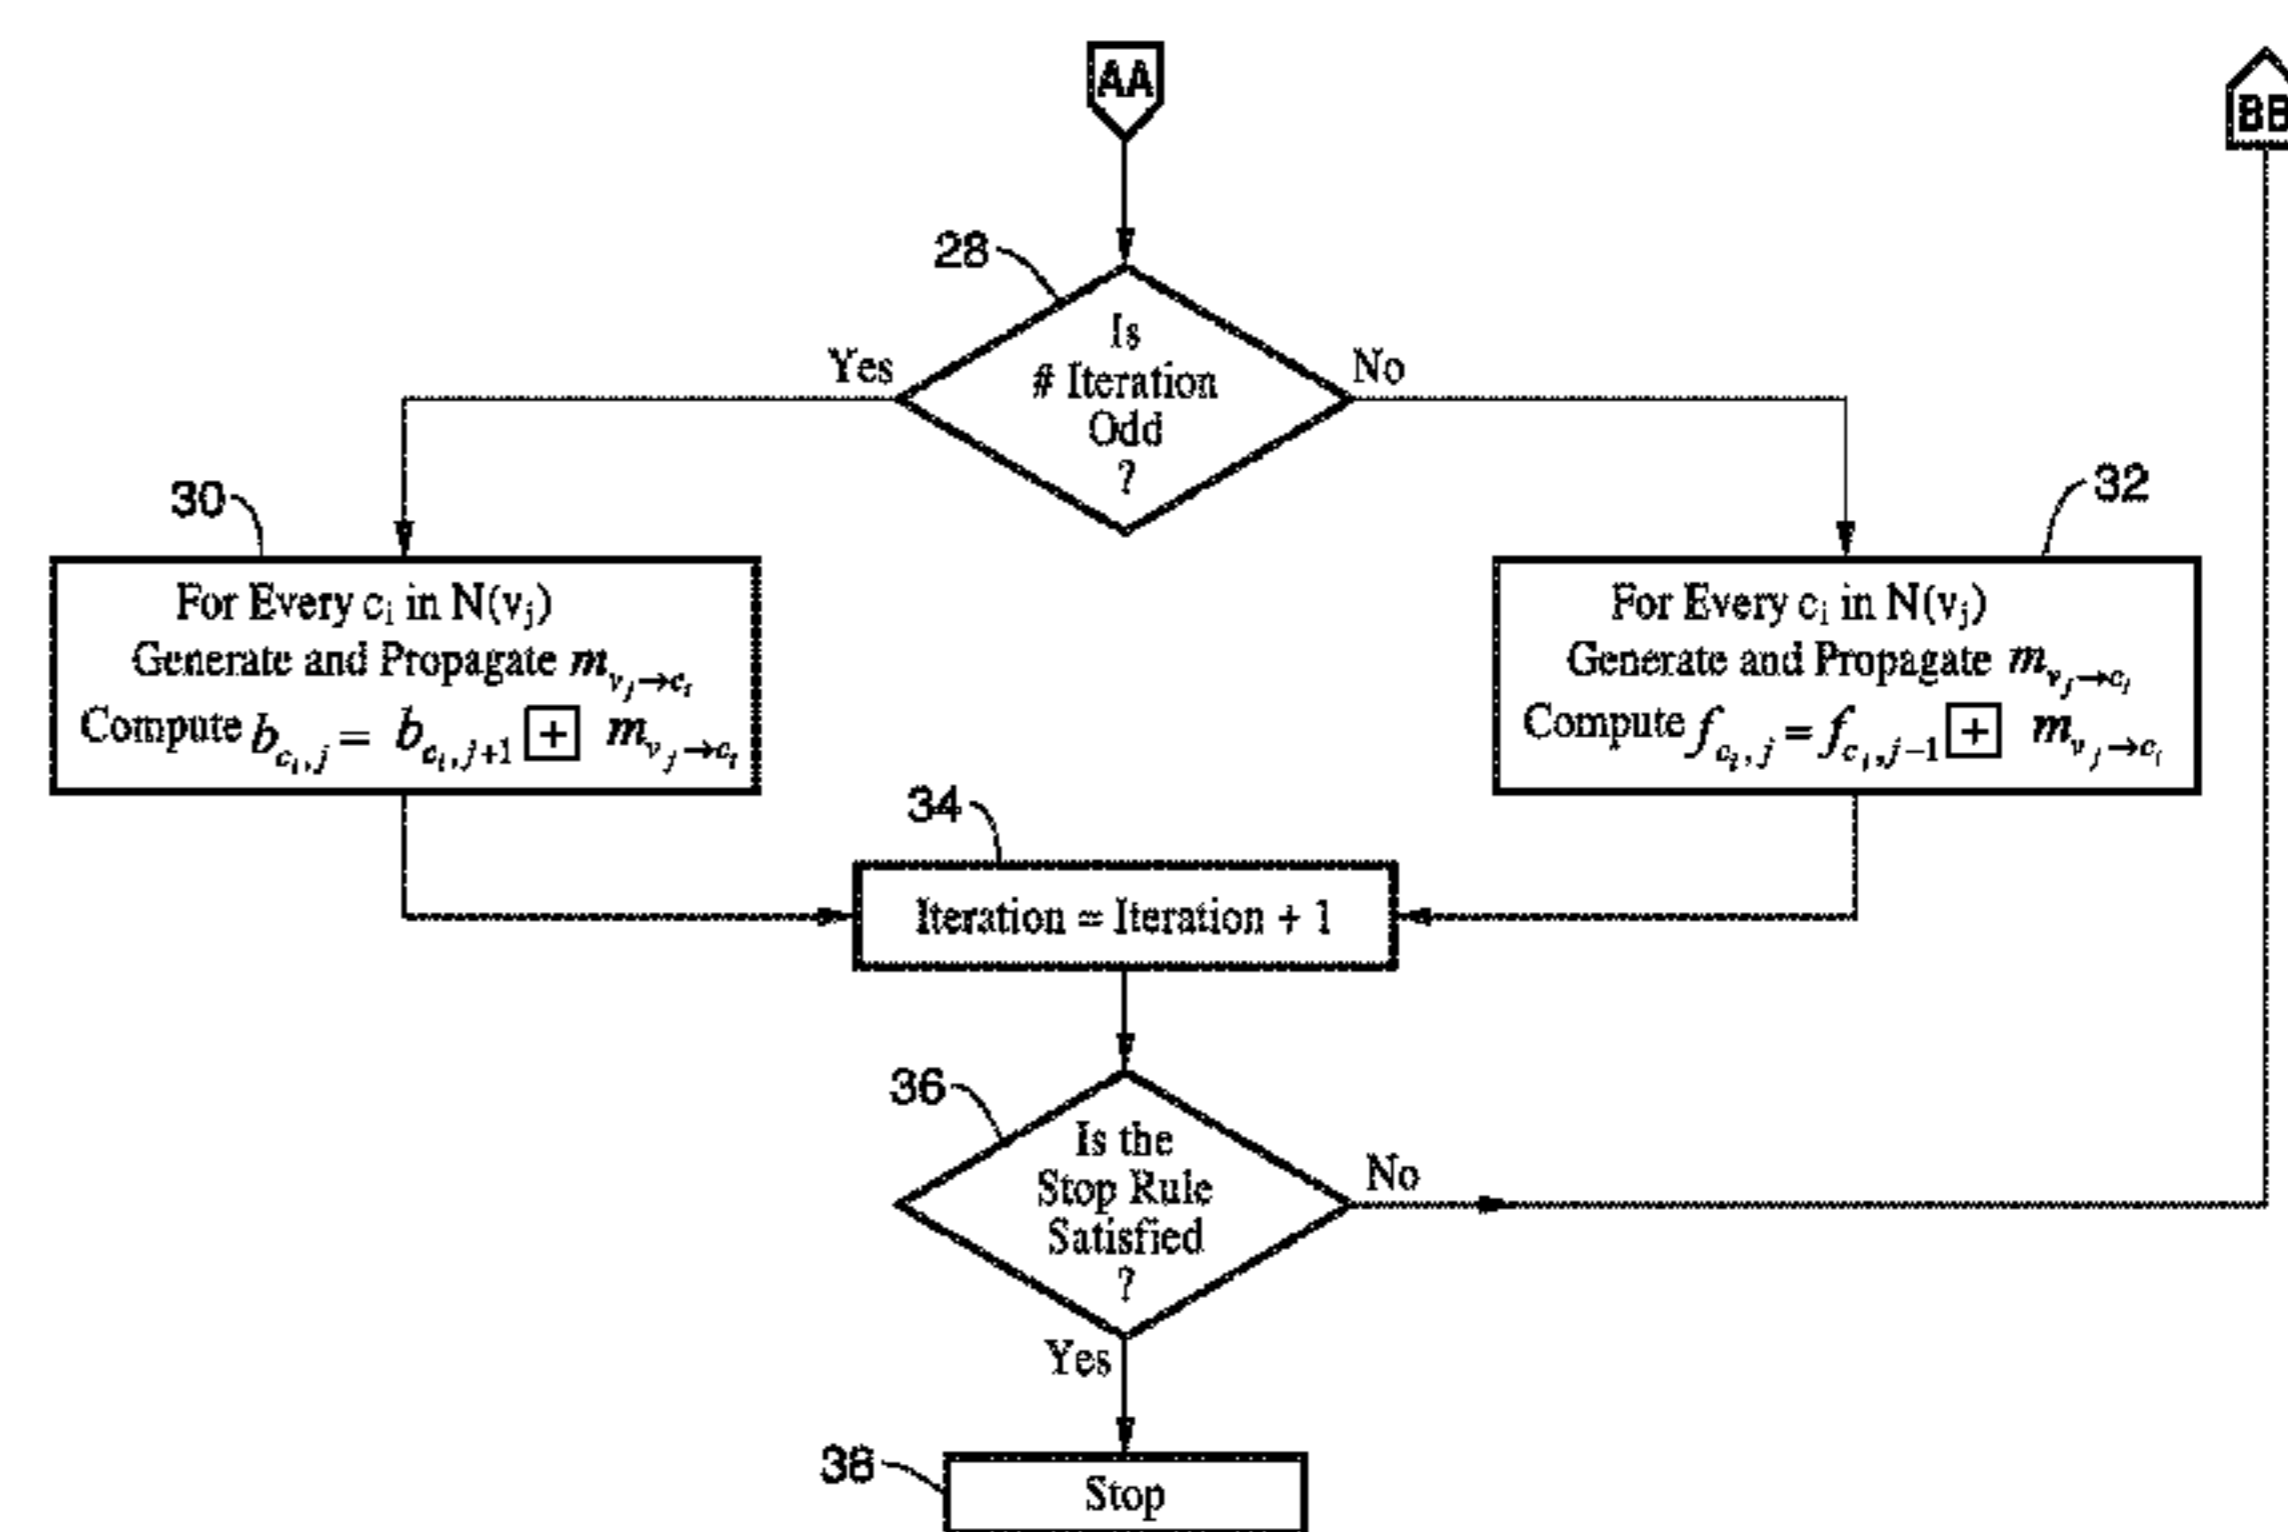 AA
BB
28
Is
# Iteration
Odd
?
Yes
No
30
For Every c_i in N(v_j)
Generate and Propagate m_{v_j→c_i}
Compute b_{c_i,j} = b_{c_i,j+1} [+] m_{v_j→c_i}
32
For Every c_i in N(v_j)
Generate and Propagate m_{v_j→c_i}
Compute f_{c_i,j} = f_{c_i,j−1} [+] m_{v_j→c_i}
34
Iteration = Iteration + 1
36
Is the
Stop Rule
Satisfied
?
No
Yes
38
Stop